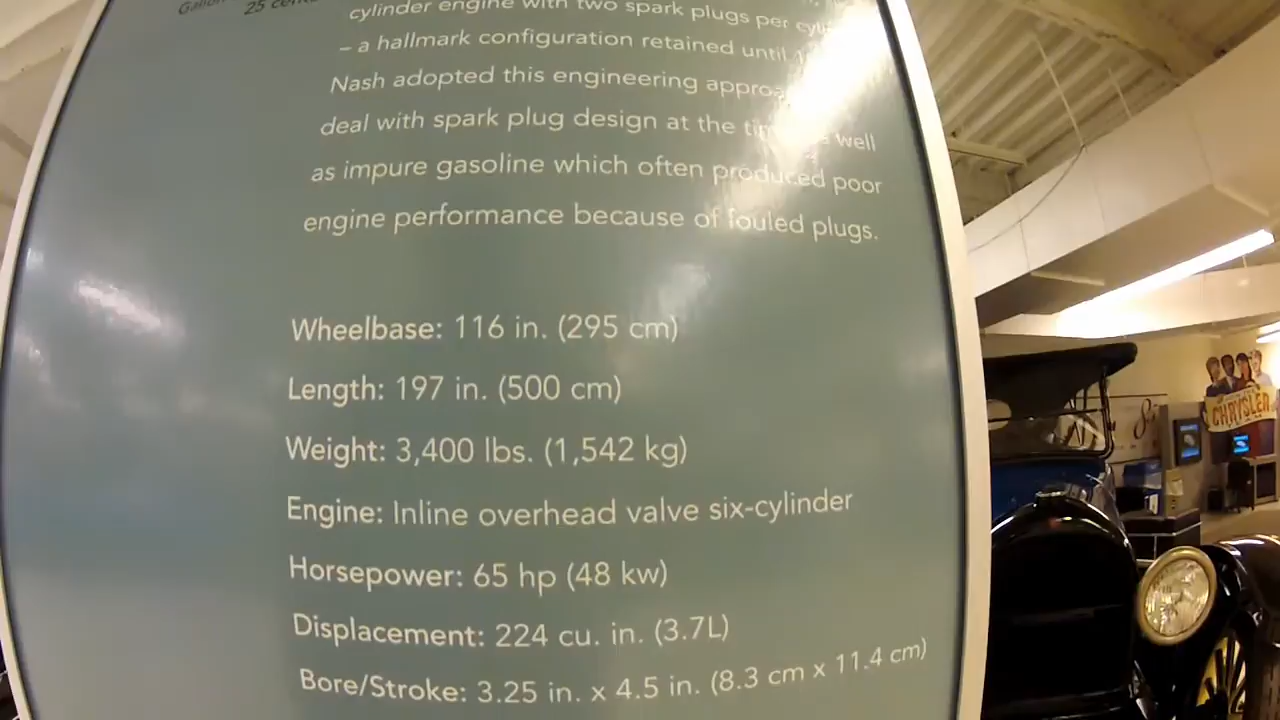 Gallon
25 cents
cylinder engine with two spark plugs per
– a hallmark configuration retained until
Nash adopted this engineering
deal with spark plug design at the well
as impure gasoline which often produced poor
engine performance because of fouled plugs.
Wheelbase: 116 in. (295 cm)
Length: 197 in. (500 cm)
Weight: 3,400 lbs. (1,542 kg)
Engine: Inline overhead valve six-cylinder
Horsepower: 65 hp (48 kw)
Displacement: 224 cu. in. (3.7L)
Bore/Stroke: 3.25 in. x 4.5 in. (8.3 cm x 11.4 cm)
CHRYSLER